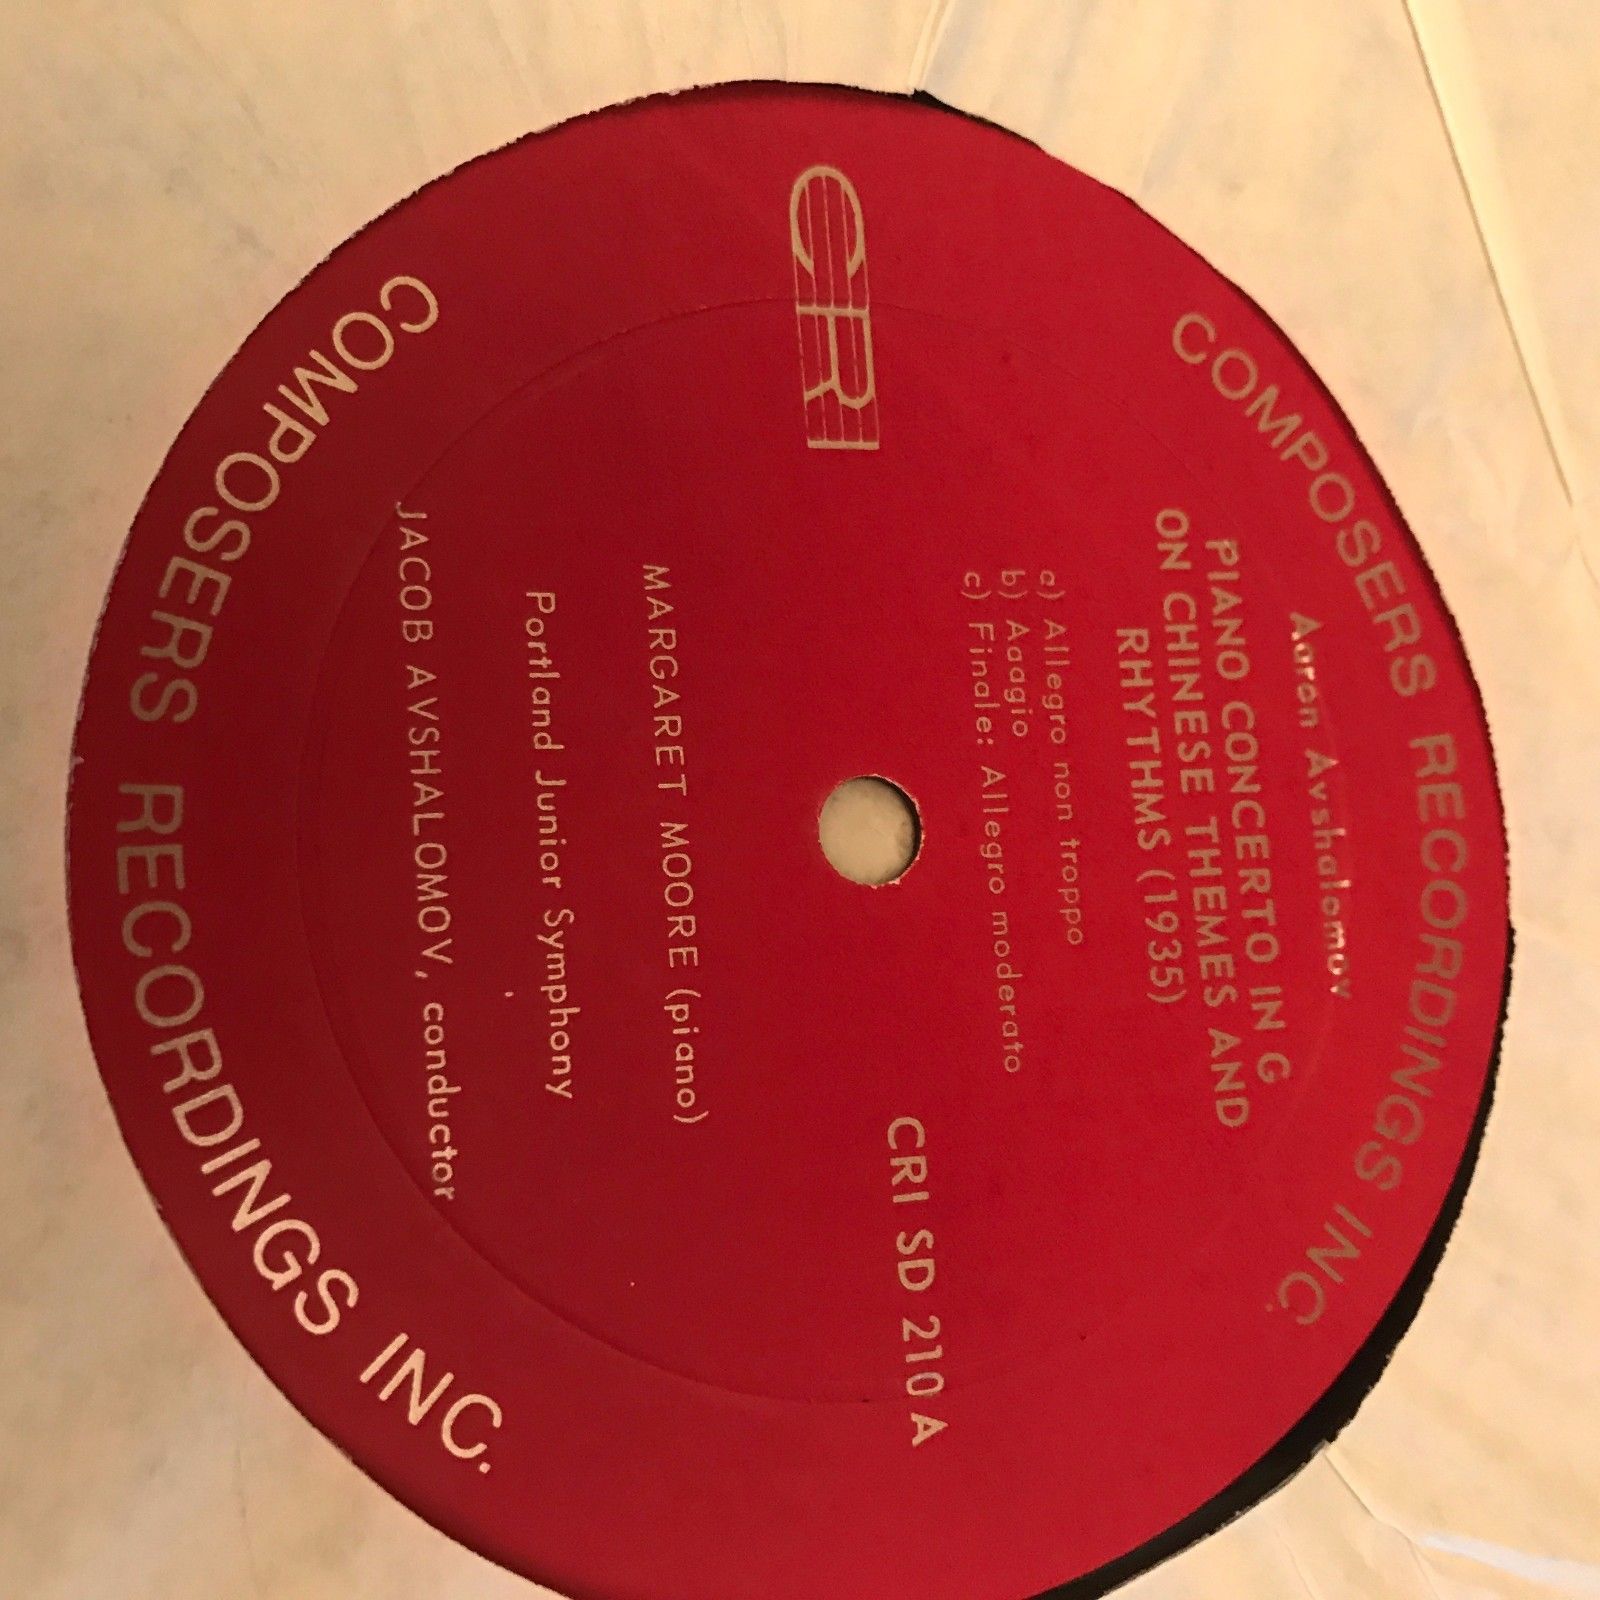 COMPOSERS RECORDINGS INC.
Aaron Avshalomov
PIANO CONCERTO IN G
ON CHINESE THEMES AND
RHYTHMS (1935)
a) Allegro non troppo
b) Adagio
c) Finale: Allegro moderato
CRI
CRI SD 210 A
MARGARET MOORE (piano)
Portland Junior Symphony
JACOB AVSHALOMOV, conductor
COMPOSERS RECORDINGS INC.